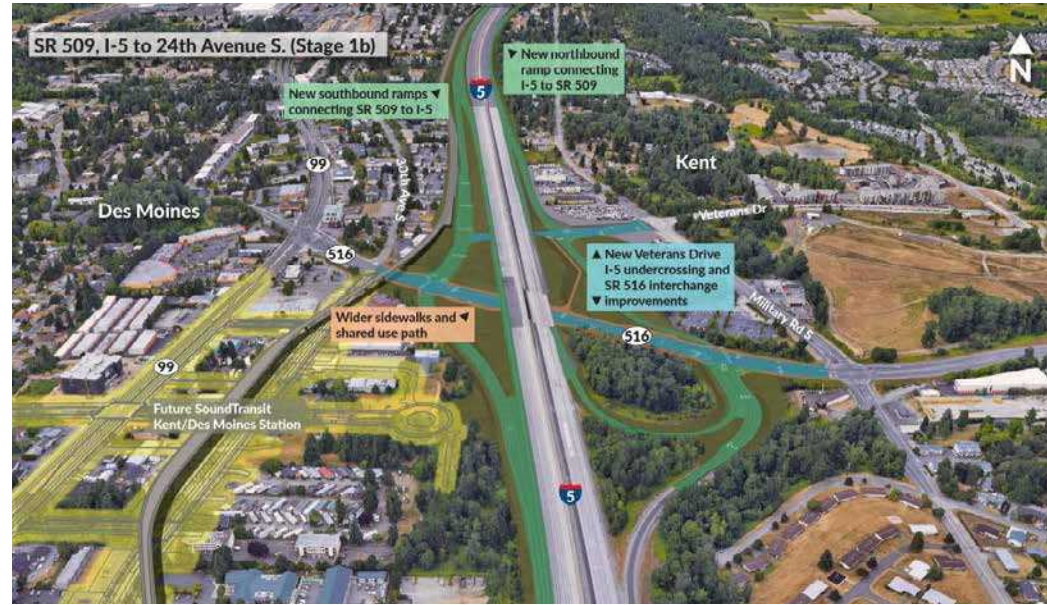 SR 509, I-5 to 24th Avenue S. (Stage 1b)
N
New northbound
ramp connecting
I-5 to SR 509
5
New southbound ramps
connecting SR 509 to I-5
99
30th Ave S
Kent
Des Moines
Veterans Dr
516
New Veterans Drive
I-5 undercrossing and
SR 516 interchange
improvements
Military Rd S
Wider sidewalks and
shared use path
516
99
Future SoundTransit
Kent/Des Moines Station
5